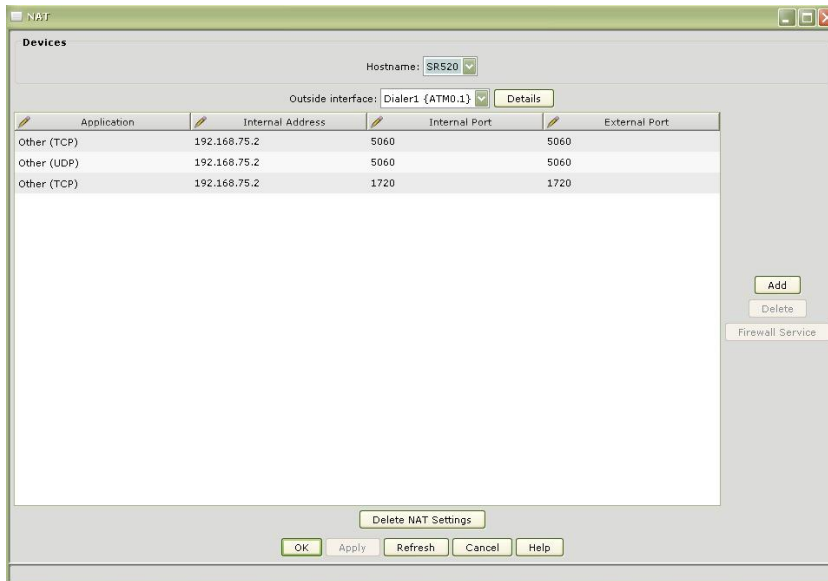 NAT
Devices
Hostname: SR520
Outside interface: Dialer1 {ATM0.1} Details
Application Internal Address Internal Port External Port
Other (TCP) 192.168.75.2 5060 5060
Other (UDP) 192.168.75.2 5060 5060
Other (TCP) 192.168.75.2 1720 1720
Add
Delete
Firewall Service
Delete NAT Settings
OK Apply Refresh Cancel Help